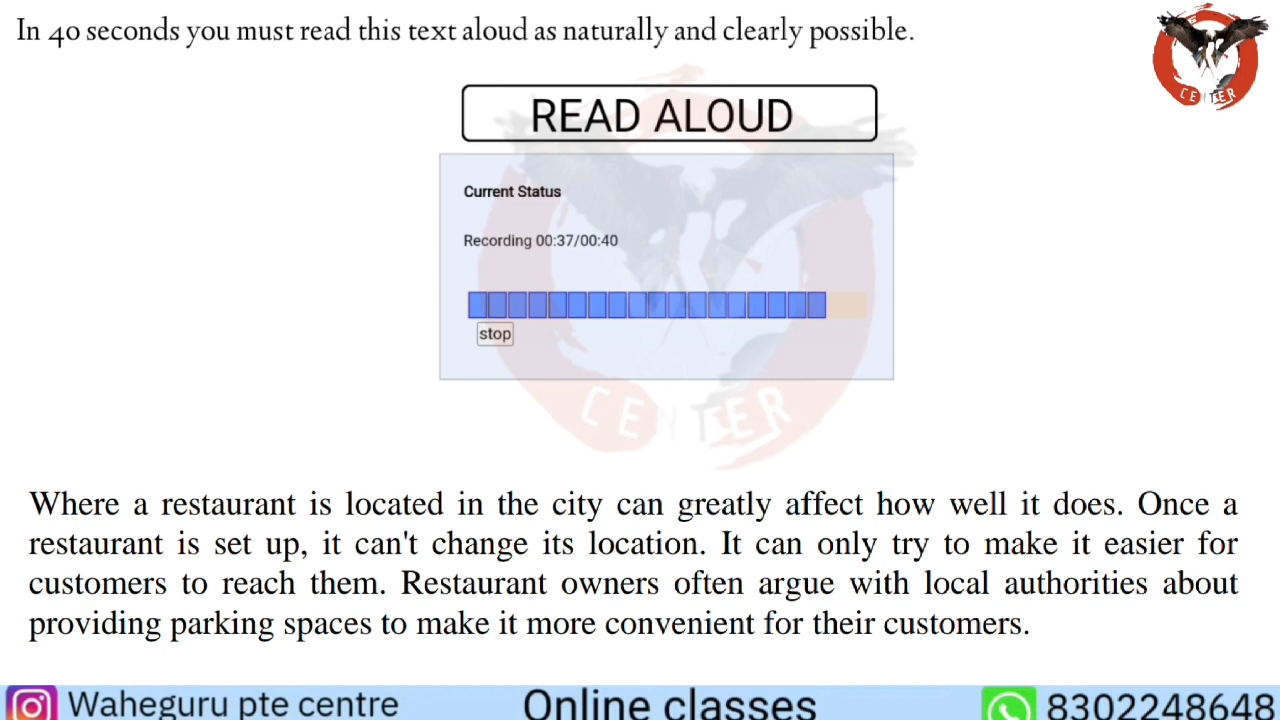 In 40 seconds you must read this text aloud as naturally and clearly possible.
CENTER
READ ALOUD
Current Status
Recording 00:37/00:40
stop
CENTER
Where a restaurant is located in the city can greatly affect how well it does. Once a
restaurant is set up, it can't change its location. It can only try to make it easier for
customers to reach them. Restaurant owners often argue with local authorities about
providing parking spaces to make it more convenient for their customers.
Waheguru pte centre
Online classes
8302248648